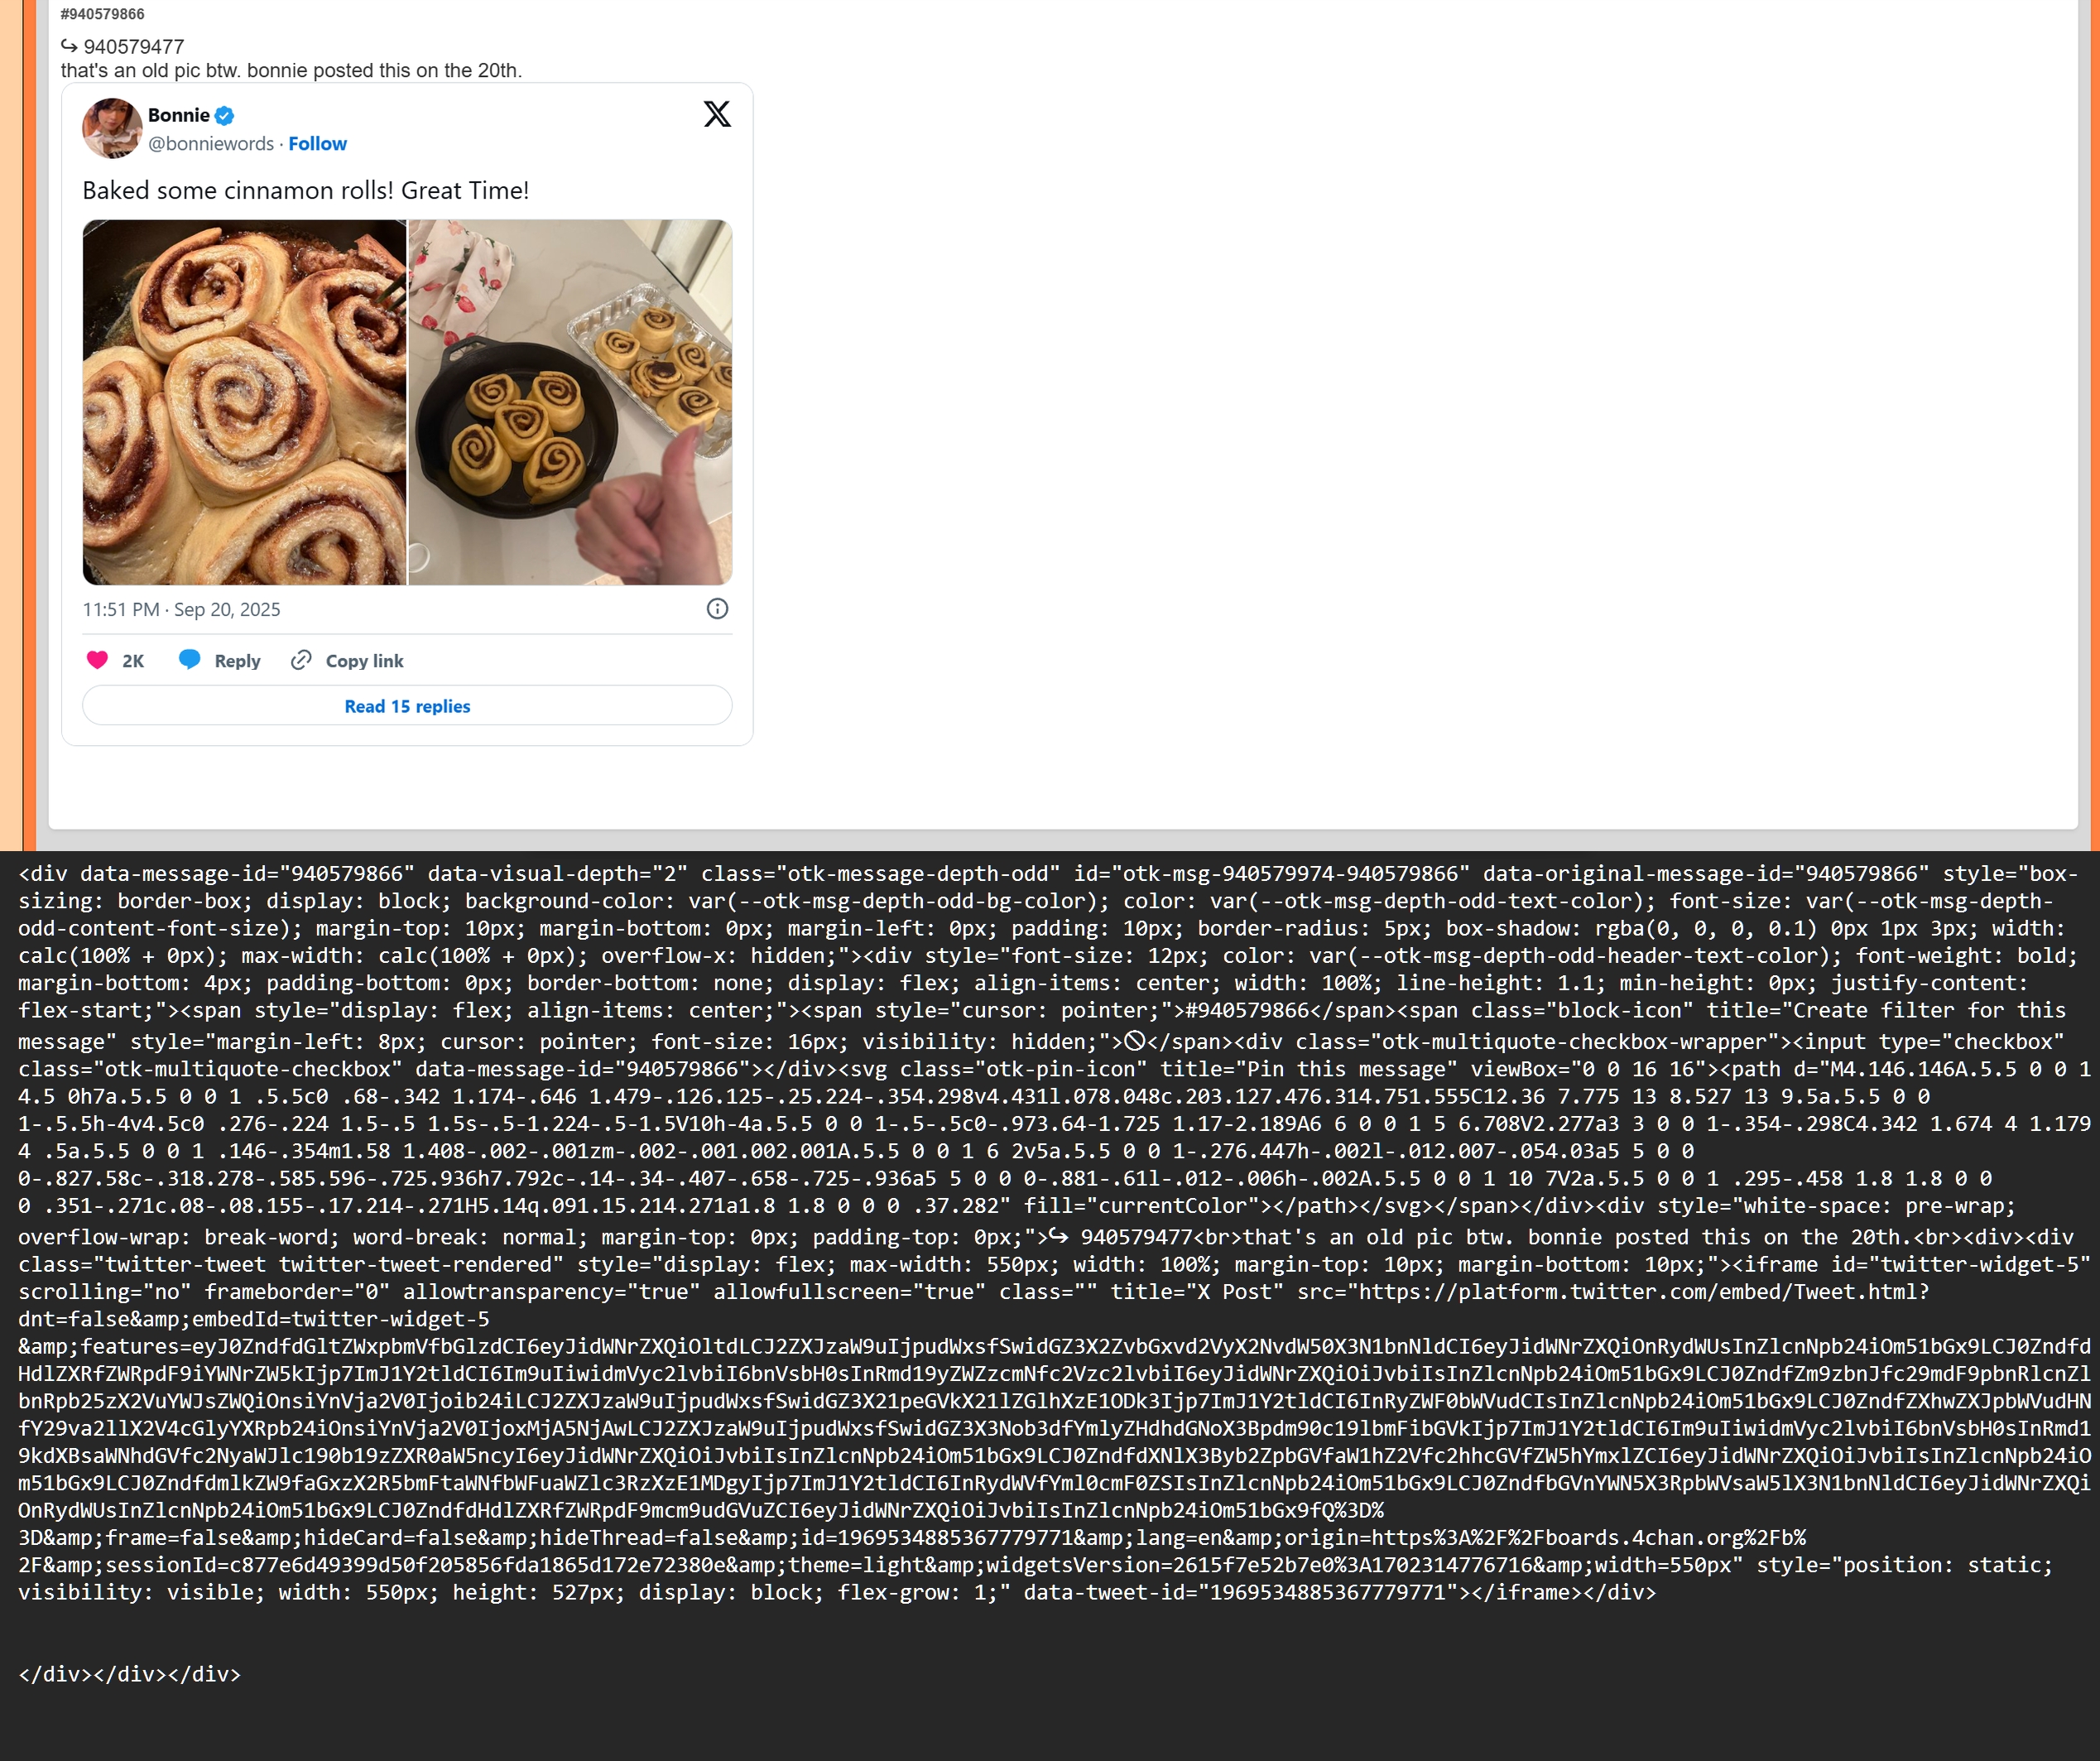 #940579866
↪ 940579477
that's an old pic btw. bonnie posted this on the 20th.
Bonnie
@bonniewords · Follow
Baked some cinnamon rolls! Great Time!
11:51 PM · Sep 20, 2025
2K Reply Copy link
Read 15 replies
<div data-message-id="940579866" data-visual-depth="2" class="otk-message-depth-odd" id="otk-msg-940579974-940579866" data-original-message-id="940579866" style="box-
sizing: border-box; display: block; background-color: var(--otk-msg-depth-odd-bg-color); color: var(--otk-msg-depth-odd-text-color); font-size: var(--otk-msg-depth-
odd-content-font-size); margin-top: 10px; margin-bottom: 0px; margin-left: 0px; padding: 10px; border-radius: 5px; box-shadow: rgba(0, 0, 0, 0.1) 0px 1px 3px; width:
calc(100% + 0px); max-width: calc(100% + 0px); overflow-x: hidden;"><div style="font-size: 12px; color: var(--otk-msg-depth-odd-header-text-color); font-weight: bold;
margin-bottom: 4px; padding-bottom: 0px; border-bottom: none; display: flex; align-items: center; width: 100%; line-height: 1.1; min-height: 0px; justify-content:
flex-start;"><span style="display: flex; align-items: center;"><span style="cursor: pointer;">#940579866</span><span class="block-icon" title="Create filter for this
message" style="margin-left: 8px; cursor: pointer; font-size: 16px; visibility: hidden;">🛇</span><div class="otk-multiquote-checkbox-wrapper"><input type="checkbox"
class="otk-multiquote-checkbox" data-message-id="940579866"></div><svg class="otk-pin-icon" title="Pin this message" viewBox="0 0 16 16"><path d="M4.146.146A.5.5 0 0 1
4.5 0h7a.5.5 0 0 1 .5.5c0 .68-.342 1.174-.646 1.479-.126.125-.25.224-.354.298v4.431l.078.048c.203.127.476.314.751.555C12.36 7.775 13 8.527 13 9.5a.5.5 0 0
1-.5.5h-4v4.5c0 .276-.224 1.5-.5 1.5s-.5-1.224-.5-1.5V10h-4a.5.5 0 0 1-.5-.5c0-.973.64-1.725 1.17-2.189A6 6 0 0 1 5 6.708V2.277a3 3 0 0 1-.354-.298C4.342 1.674 4 1.179
4 .5a.5.5 0 0 1 .146-.354m1.58 1.408-.002-.001zm-.002-.001.002.001A.5.5 0 0 1 6 2v5a.5.5 0 0 1-.276.447h-.002l-.012.007-.054.03a5 5 0 0
0-.827.58c-.318.278-.585.596-.725.936h7.792c-.14-.34-.407-.658-.725-.936a5 5 0 0 0-.881-.61l-.012-.006h-.002A.5.5 0 0 1 10 7V2a.5.5 0 0 1 .295-.458 1.8 1.8 0 0
0 .351-.271c.08-.08.155-.17.214-.271H5.14q.091.15.214.271a1.8 1.8 0 0 0 .37.282" fill="currentColor"></path></svg></span></div><div style="white-space: pre-wrap;
overflow-wrap: break-word; word-break: normal; margin-top: 0px; padding-top: 0px;">↪ 940579477<br>that's an old pic btw. bonnie posted this on the 20th.<br><div><div
class="twitter-tweet twitter-tweet-rendered" style="display: flex; max-width: 550px; width: 100%; margin-top: 10px; margin-bottom: 10px;"><iframe id="twitter-widget-5"
scrolling="no" frameborder="0" allowtransparency="true" allowfullscreen="true" class="" title="X Post" src="https://platform.twitter.com/embed/Tweet.html?
dnt=false&amp;embedId=twitter-widget-5
&amp;features=eyJ0ZndfdGltZWxpbmVfbGlzdCI6eyJidWNrZXQiOltdLCJ2ZXJzaW9uIjpudWxsfSwidGZ3X2ZvbGxvd2VyX2NvdW50X3N1bnNldCI6eyJidWNrZXQiOnRydWUsInZlcnNpb24iOm51bGx9LCJ0Zndfd
HdlZXRfZWRpdF9iYWNrZW5kIjp7ImJ1Y2tldCI6Im9uIiwidmVyc2lvbiI6bnVsbH0sInRmd19yZWZzcmNfc2Vzc2lvbiI6eyJidWNrZXQiOiJvbiIsInZlcnNpb24iOm51bGx9LCJ0ZndfZm9zbnJfc29mdF9pbnRlcnZl
bnRpb25zX2VuYWJsZWQiOnsiYnVja2V0Ijoib24iLCJ2ZXJzaW9uIjpudWxsfSwidGZ3X21peGVkX21lZGlhXzE1ODk3Ijp7ImJ1Y2tldCI6InRyZWF0bWVudCIsInZlcnNpb24iOm51bGx9LCJ0ZndfZXhwZXJpbWVudHN
fY29va2llX2V4cGlyYXRpb24iOnsiYnVja2V0IjoxMjA5NjAwLCJ2ZXJzaW9uIjpudWxsfSwidGZ3X3Nob3dfYmlyZHdhdGNoX3Bpdm90c19lbmFibGVkIjp7ImJ1Y2tldCI6Im9uIiwidmVyc2lvbiI6bnVsbH0sInRmd1
9kdXBsaWNhdGVfc2NyaWJlc190b19zZXR0aW5ncyI6eyJidWNrZXQiOiJvbiIsInZlcnNpb24iOm51bGx9LCJ0ZndfdXNlX3Byb2ZpbGVfaW1hZ2Vfc2hhcGVfZW5hYmxlZCI6eyJidWNrZXQiOiJvbiIsInZlcnNpb24iO
m51bGx9LCJ0ZndfdmlkZW9faGxzX2R5bmFtaWNfbWFuaWZlc3RzXzE1MDgyIjp7ImJ1Y2tldCI6InRydWVfYml0cmF0ZSIsInZlcnNpb24iOm51bGx9LCJ0ZndfbGVnYWN5X3RpbWVsaW5lX3N1bnNldCI6eyJidWNrZXQi
OnRydWUsInZlcnNpb24iOm51bGx9LCJ0ZndfdHdlZXRfZWRpdF9mcm9udGVuZCI6eyJidWNrZXQiOiJvbiIsInZlcnNpb24iOm51bGx9fQ%3D%
3D&amp;frame=false&amp;hideCard=false&amp;hideThread=false&amp;id=1969534885367779771&amp;lang=en&amp;origin=https%3A%2F%2Fboards.4chan.org%2Fb%
2F&amp;sessionId=c877e6d49399d50f205856fda1865d172e72380e&amp;theme=light&amp;widgetsVersion=2615f7e52b7e0%3A1702314776716&amp;width=550px" style="position: static;
visibility: visible; width: 550px; height: 527px; display: block; flex-grow: 1;" data-tweet-id="1969534885367779771"></iframe></div>
</div></div></div>